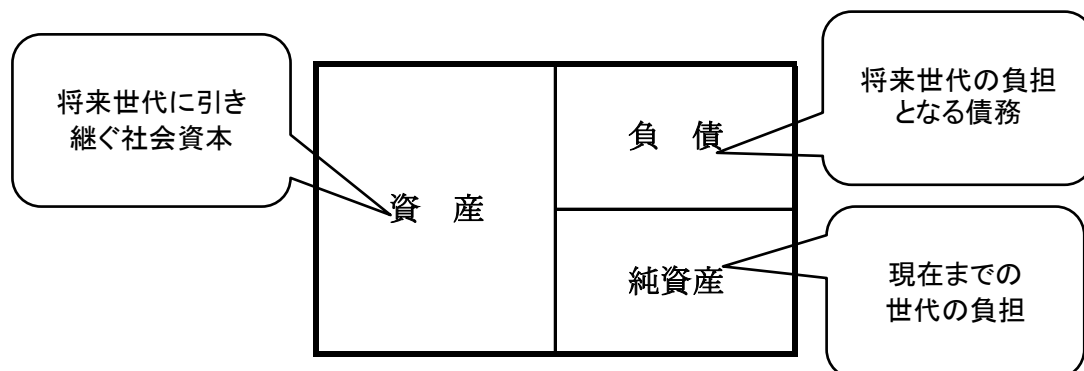 将来世代に引き
継ぐ社会資本
資　産
負　債
純資産
将来世代の負担
となる債務
現在までの
世代の負担